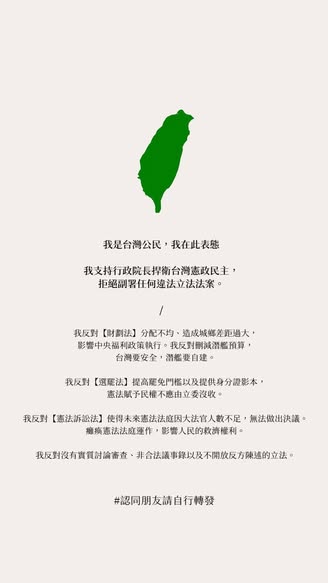 我是台灣公民，我在此表態
我支持行政院長捍衛台灣憲政民主，
拒絕副署任何違法立法法案。
/
我反對【財劃法】分配不均、造成城鄉差距過大，
影響中央福利政策執行。我反對刪減潛艦預算，
台灣要安全，潛艦要自建。
我反對【選罷法】提高罷免門檻以及提供身分證影本，
憲法賦予民權不應由立委沒收。
我反對【憲法訴訟法】使得未來憲法法庭因大法官人數不足，無法做出決議。
癱瘓憲法法庭運作，影響人民的救濟權利。
我反對沒有實質討論審查、非合法議事錄以及不開放反方陳述的立法。
#認同朋友請自行轉發